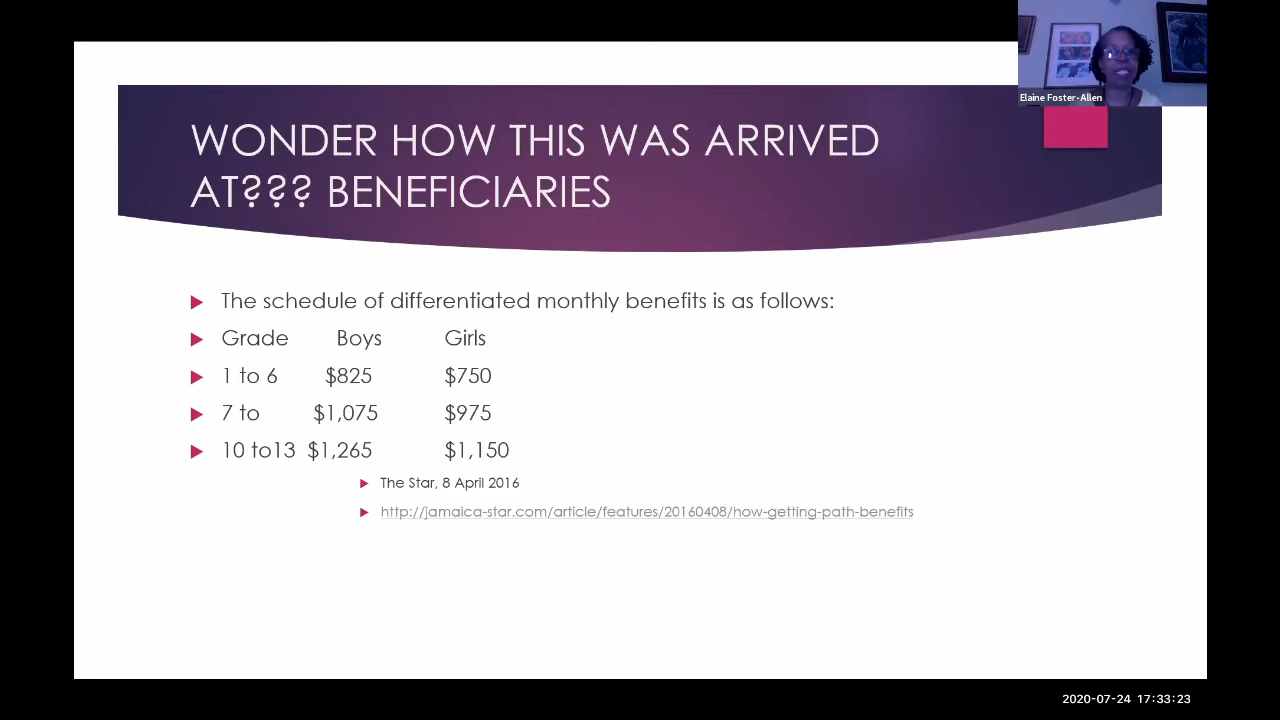 Elaine Foster-Allen
WONDER HOW THIS WAS ARRIVED
AT??? BENEFICIARIES
The schedule of differentiated monthly benefits is as follows:
Grade Boys Girls
1 to 6 $825 $750
7 to $1,075 $975
10 to13 $1,265 $1,150
The Star, 8 April 2016
http://jamaica-star.com/article/features/20160408/how-getting-path-benefits
2020-07-24 17:33:23